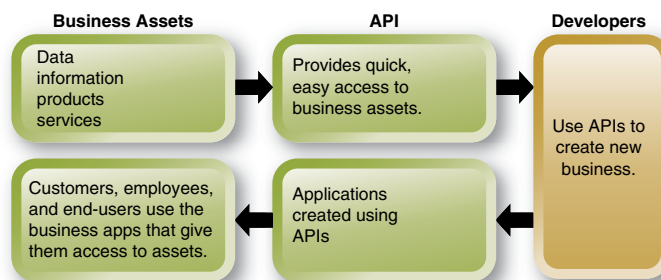 Business Assets
API
Developers
Data
information
products
services
Provides quick,
easy access to
business assets.
Use APIs to
create new
business.
Applications
created using
APIs
Customers, employees,
and end-users use the
business apps that give
them access to assets.